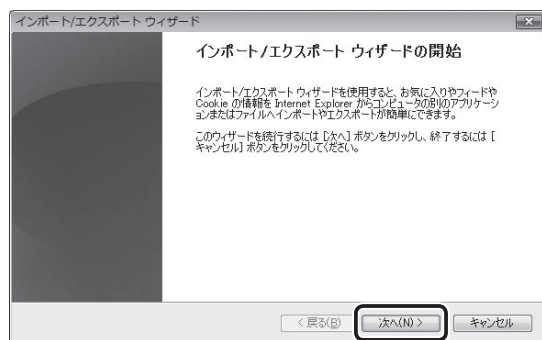 インポート/エクスポート ウィザード
インポート/エクスポート ウィザードの開始
インポート/エクスポート ウィザードを使用すると、お気に入りやフィードや
Cookie の情報を Internet Explorer からコンピュータの別のアプリケーシ
ョンまたはファイルへインポートやエクスポートが簡単にできます。
このウィザードを続行するには [次へ] ボタンをクリックし、終了するには [
キャンセル] ボタンをクリックしてください。
< 戻る(B) 次へ(N) > キャンセル